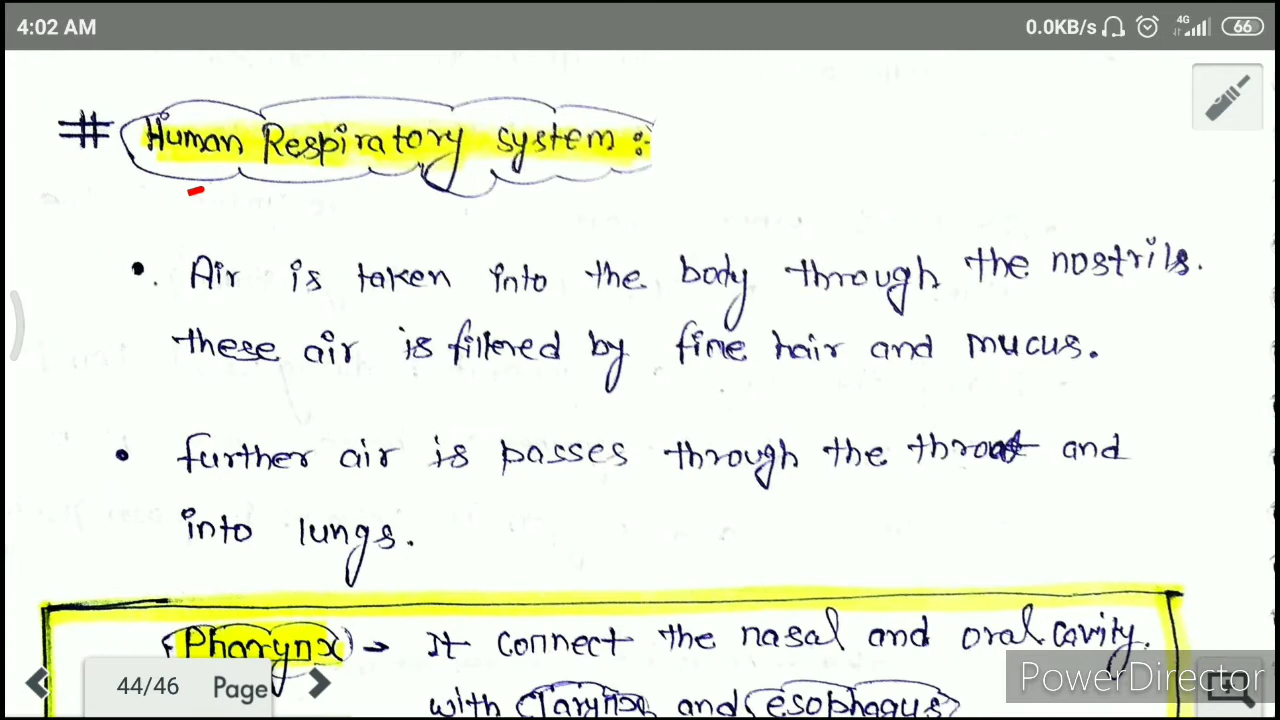 4:02 AM
0.0KB/s 4G 66
# Human Respiratory system :-
• Air is taken into the body through the nostrils.
these air is filtered by fine hair and mucus.
• further air is passes through the throat and
into lungs.
Pharynx → It connect the nasal and oral cavity.
44/46 Page
PowerDirector
with larynx and esophagus